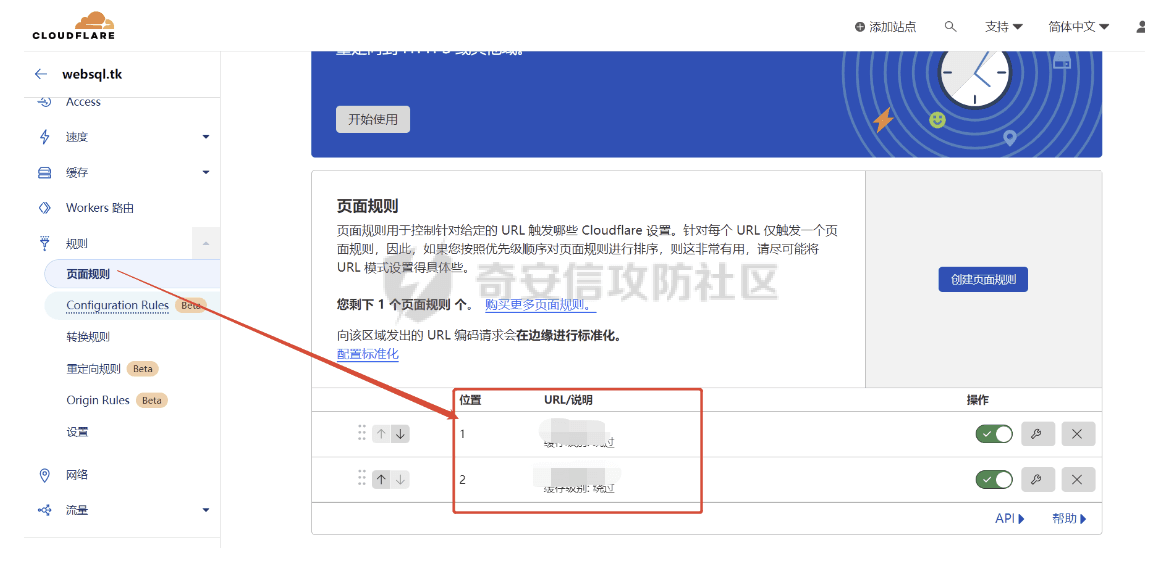 CLOUDFLARE
添加站点
支持
简体中文
websql.tk
Access
速度
缓存
Workers 路由
规则
页面规则
Configuration Rules Beta
转换规则
重定向规则 Beta
Origin Rules Beta
设置
网络
流量
开始使用
页面规则
页面规则用于控制针对给定的 URL 触发哪些 Cloudflare 设置。针对每个 URL 仅触发一个页
面规则，因此，如果您按照优先级顺序对页面规则进行排序，则这非常有用，请尽可能将
URL 模式设置得具体些。
奇安信攻防社区
您剩下 1 个页面规则 个。 购买更多页面规则。
向该区域发出的 URL 编码请求会在边缘进行标准化。
配置标准化
创建页面规则
位置 URL/说明 操作
1
缓存级别: 绕过
2
缓存级别: 绕过
API 帮助